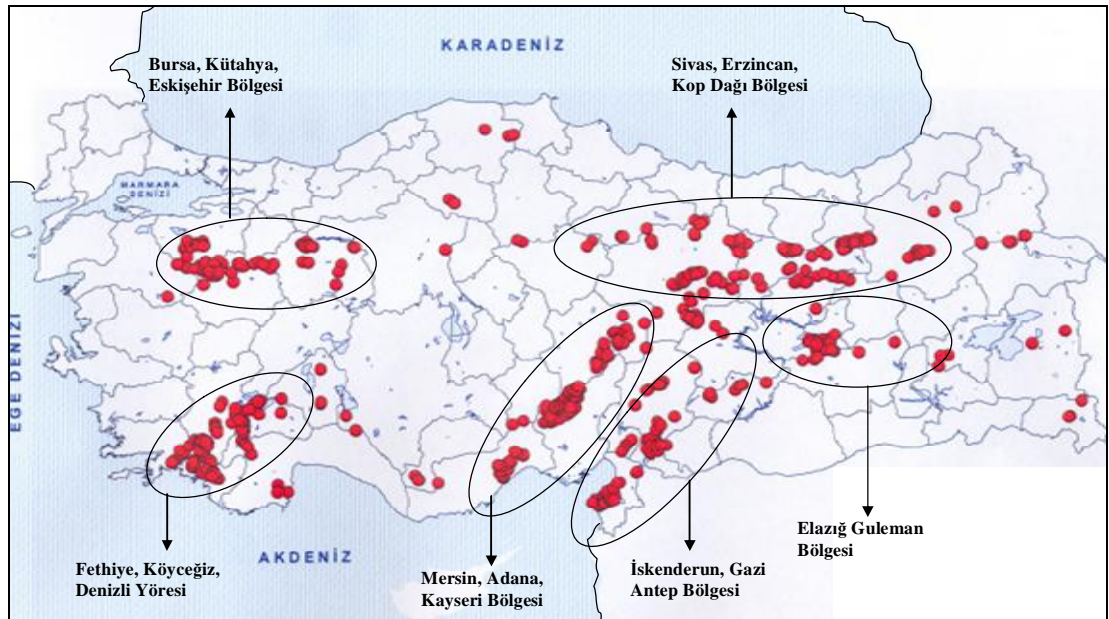 KARADENİZ
Bursa, Kütahya,
Eskişehir Bölgesi
Sivas, Erzincan,
Kop Dağı Bölgesi
MARMARA
DENİZİ
EGE DENİZİ
AKDENİZ
Fethiye, Köyceğiz,
Denizli Yöresi
Mersin, Adana,
Kayseri Bölgesi
İskenderun, Gazi
Antep Bölgesi
Elazığ Guleman
Bölgesi